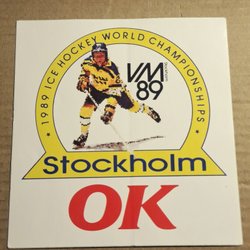 * 1989 ICE HOCKEY WORLD CHAMPIONSHIPS *
VM
89
Stockholm
OK